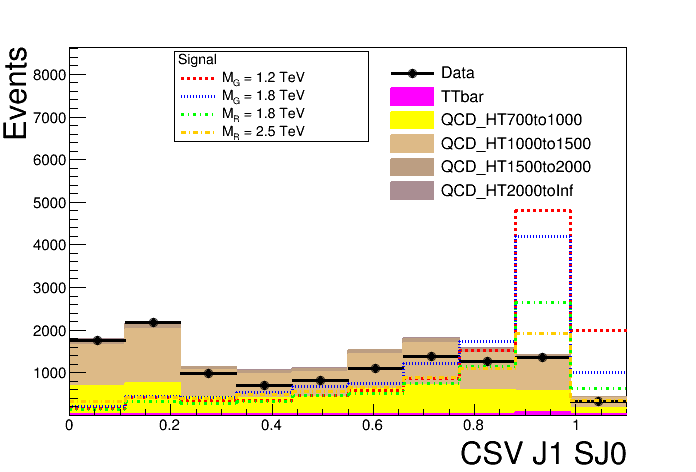 Events
8000
7000
6000
5000
4000
3000
2000
1000
Signal
M_G = 1.2 TeV
M_G = 1.8 TeV
M_R = 1.8 TeV
M_R = 2.5 TeV
Data
TTbar
QCD_HT700to1000
QCD_HT1000to1500
QCD_HT1500to2000
QCD_HT2000toInf
0 0.2 0.4 0.6 0.8 1
CSV J1 SJ0